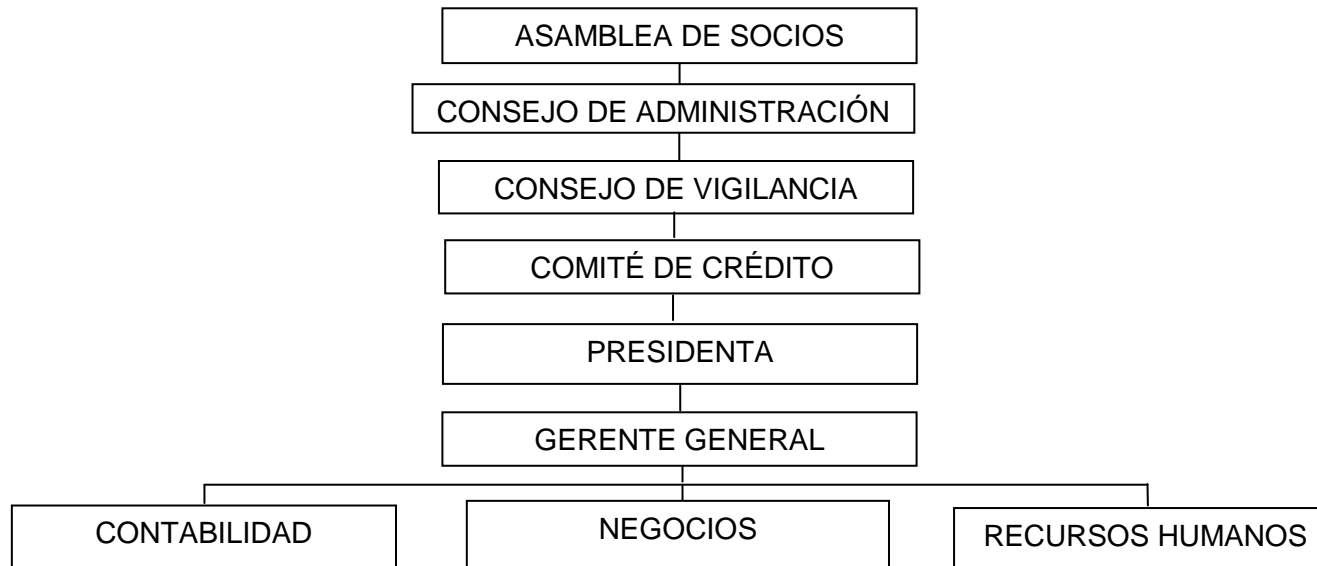 ASAMBLEA DE SOCIOS
CONSEJO DE ADMINISTRACIÓN
CONSEJO DE VIGILANCIA
COMITÉ DE CRÉDITO
PRESIDENTA
GERENTE GENERAL
CONTABILIDAD
NEGOCIOS
RECURSOS HUMANOS